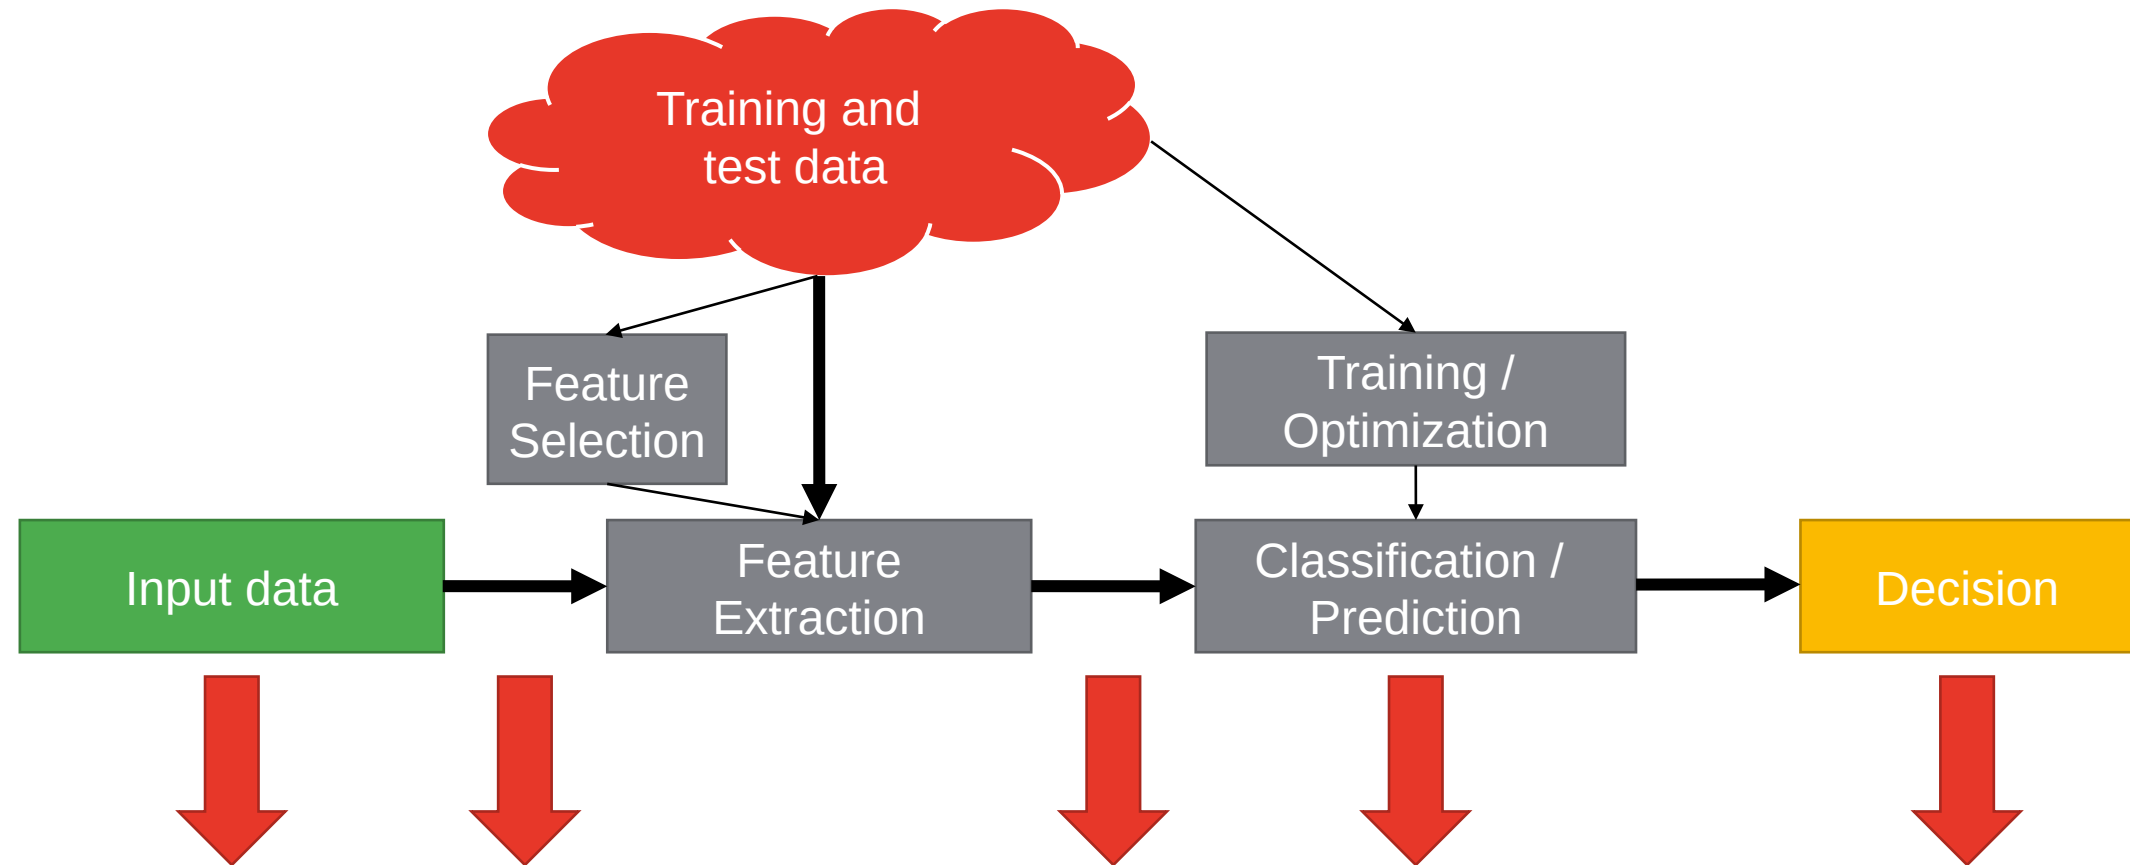 Training and
test data
Feature
Selection
Training /
Optimization
Input data
Feature
Extraction
Classification /
Prediction
Decision